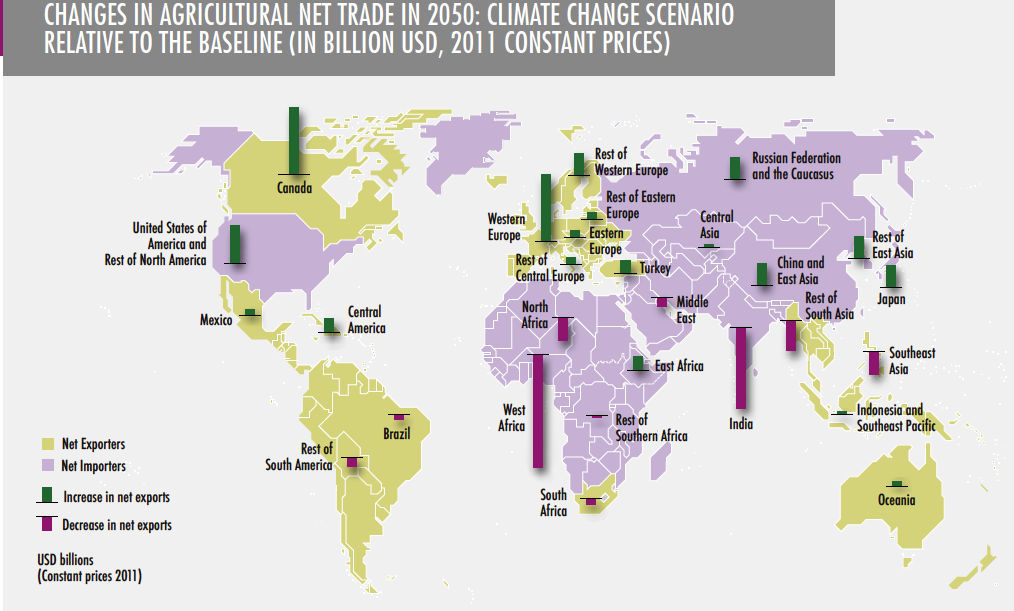 CHANGES IN AGRICULTURAL NET TRADE IN 2050: CLIMATE CHANGE SCENARIO
RELATIVE TO THE BASELINE (IN BILLION USD, 2011 CONSTANT PRICES)
Canada
United States of
America and
Rest of North America
Mexico
Central
America
Brazil
Rest of
South America
Rest of
Western Europe
Western
Europe
Rest of Eastern
Europe
Eastern
Europe
Rest of
Central Europe
Turkey
Russian Federation
and the Caucasus
Central
Asia
Rest of
East Asia
China and
East Asia
Japan
Rest of
South Asia
North
Africa
Middle
East
East Africa
Southeast
Asia
West
Africa
Rest of
Southern Africa
India
Indonesia and
Southeast Pacific
South
Africa
Oceania
Net Exporters
Net Importers
Increase in net exports
Decrease in net exports
USD billions
(Constant prices 2011)